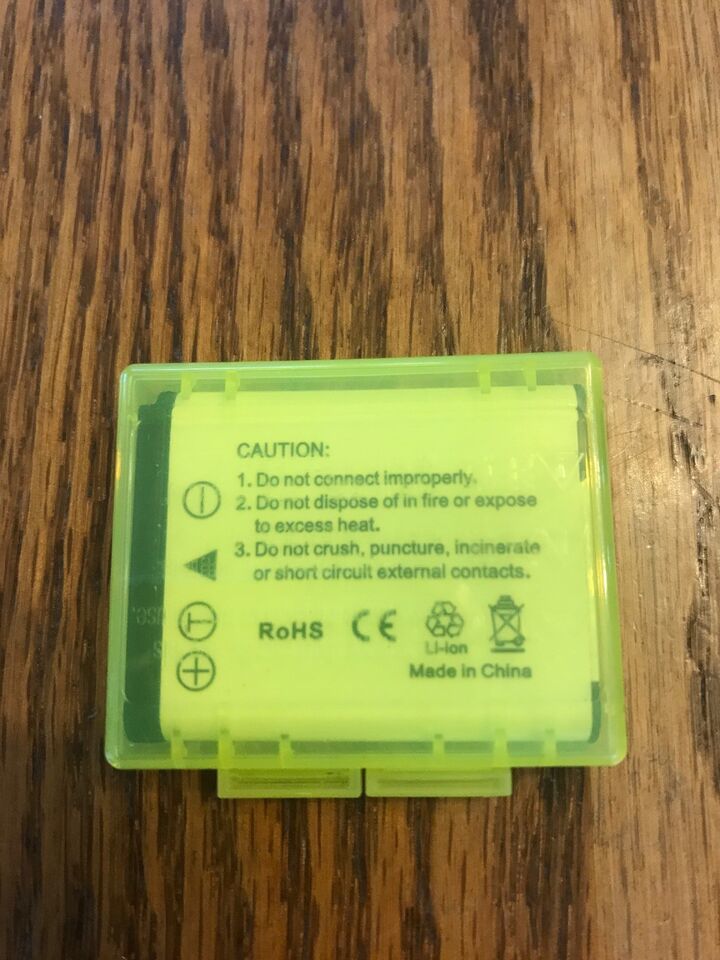 CAUTION:
1. Do not connect improperly.
2. Do not dispose of in fire or expose
to excess heat.
3. Do not crush, puncture, incinerate
or short circuit external contacts.
T
RoHS CE
Li-ion
Made in China